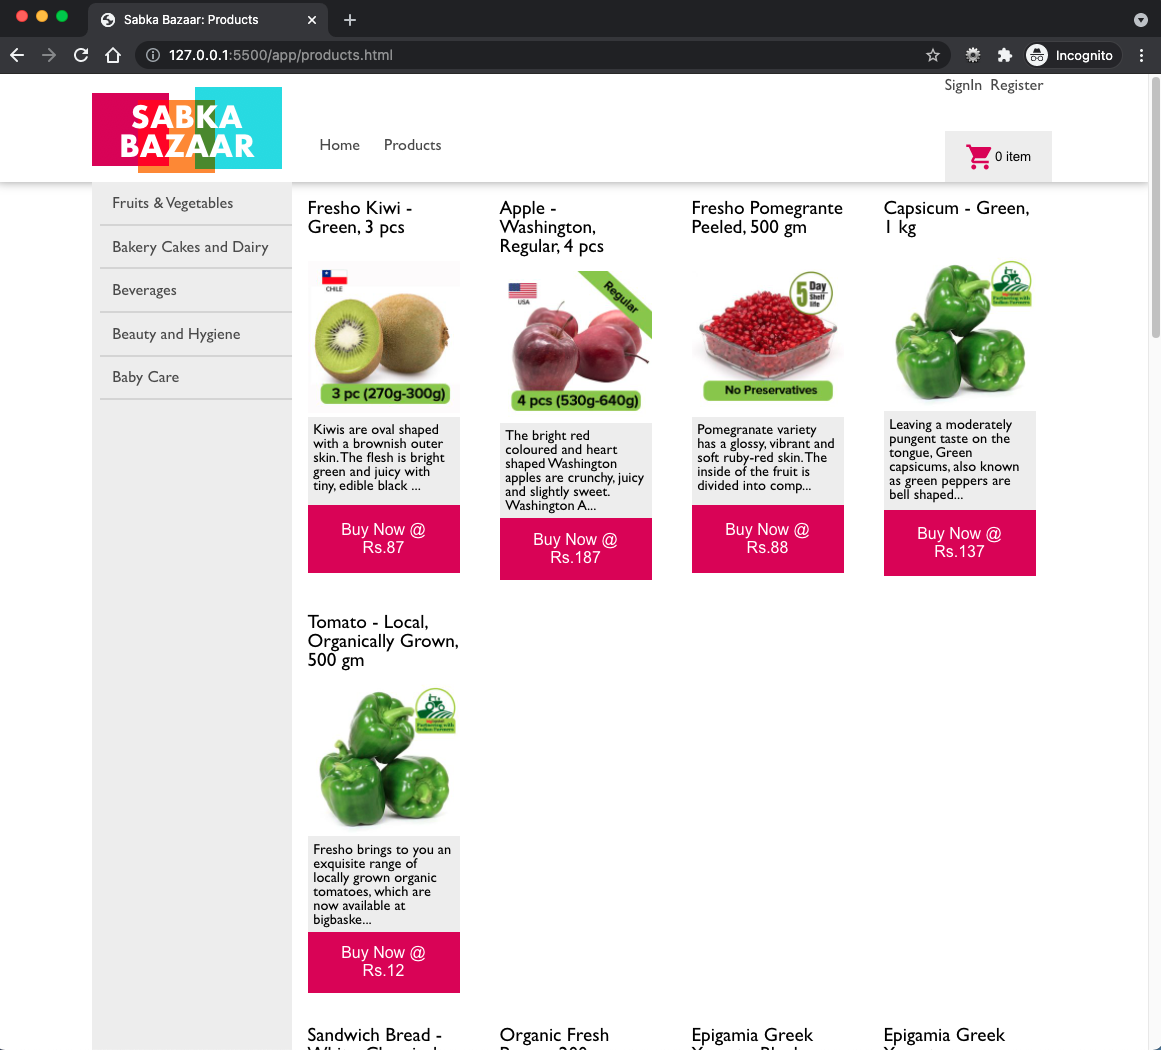 Sabka Bazaar: Products
127.0.0.1:5500/app/products.html
Incognito
SignIn Register
SABKA
BAZAAR
Home Products
0 item
Fruits & Vegetables
Bakery Cakes and Dairy
Beverages
Beauty and Hygiene
Baby Care
Fresho Kiwi -
Green, 3 pcs
CHILE
3 pc (270g-300g)
Kiwis are oval shaped
with a brownish outer
skin. The flesh is bright
green and juicy with
tiny, edible black ...
Buy Now @
Rs.87
Apple -
Washington,
Regular, 4 pcs
USA
Regular
4 pcs (530g-640g)
The bright red
coloured and heart
shaped Washington
apples are crunchy, juicy
and slightly sweet.
Washington A...
Buy Now @
Rs.187
Fresho Pomegrante
Peeled, 500 gm
5 Day
Shelf
life
No Preservatives
Pomegranate variety
has a glossy, vibrant and
soft ruby-red skin. The
inside of the fruit is
divided into comp...
Buy Now @
Rs.88
Capsicum - Green,
1 kg
Partnering with
Indian Farmers
Leaving a moderately
pungent taste on the
tongue, Green
capsicums, also known
as green peppers are
bell shaped...
Buy Now @
Rs.137
Tomato - Local,
Organically Grown,
500 gm
Partnering with
Indian Farmers
Fresho brings to you an
exquisite range of
locally grown organic
tomatoes, which are
now available at
bigbaske...
Buy Now @
Rs.12
Sandwich Bread -
Organic Fresh
Epigamia Greek
Epigamia Greek